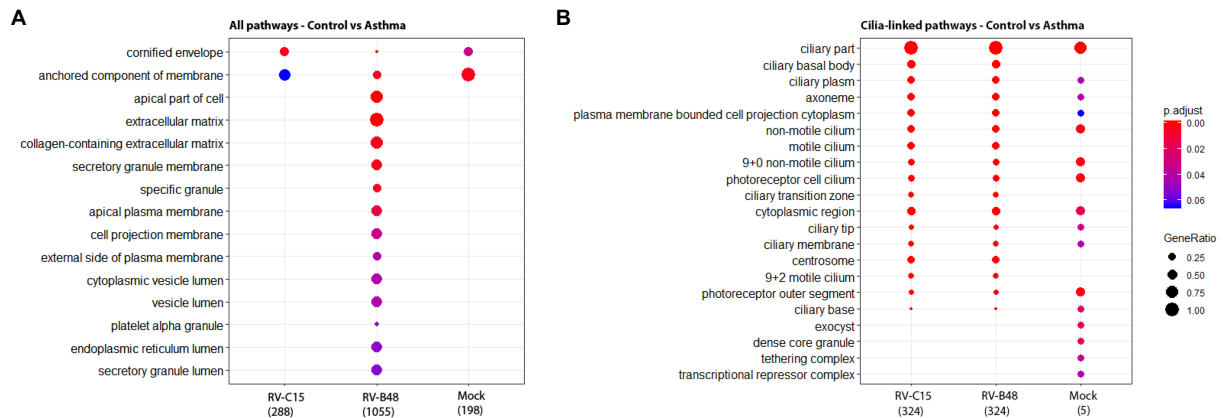 A
All pathways - Control vs Asthma
cornified envelope
anchored component of membrane
apical part of cell
extracellular matrix
collagen-containing extracellular matrix
secretory granule membrane
specific granule
apical plasma membrane
cell projection membrane
external side of plasma membrane
cytoplasmic vesicle lumen
vesicle lumen
platelet alpha granule
endoplasmic reticulum lumen
secretory granule lumen
RV-C15 RV-B48 Mock
(288) (1055) (198)
B
Cilia-linked pathways - Control vs Asthma
ciliary part
ciliary basal body
ciliary plasm
axoneme
plasma membrane bounded cell projection cytoplasm
non-motile cilium
motile cilium
9+0 non-motile cilium
photoreceptor cell cilium
ciliary transition zone
cytoplasmic region
ciliary tip
ciliary membrane
centrosome
9+2 motile cilium
photoreceptor outer segment
ciliary base
exocyst
dense core granule
tethering complex
transcriptional repressor complex
RV-C15 RV-B48 Mock
(324) (324) (5)
p.adjust
0.00
0.02
0.04
0.06
GeneRatio
0.25
0.50
0.75
1.00